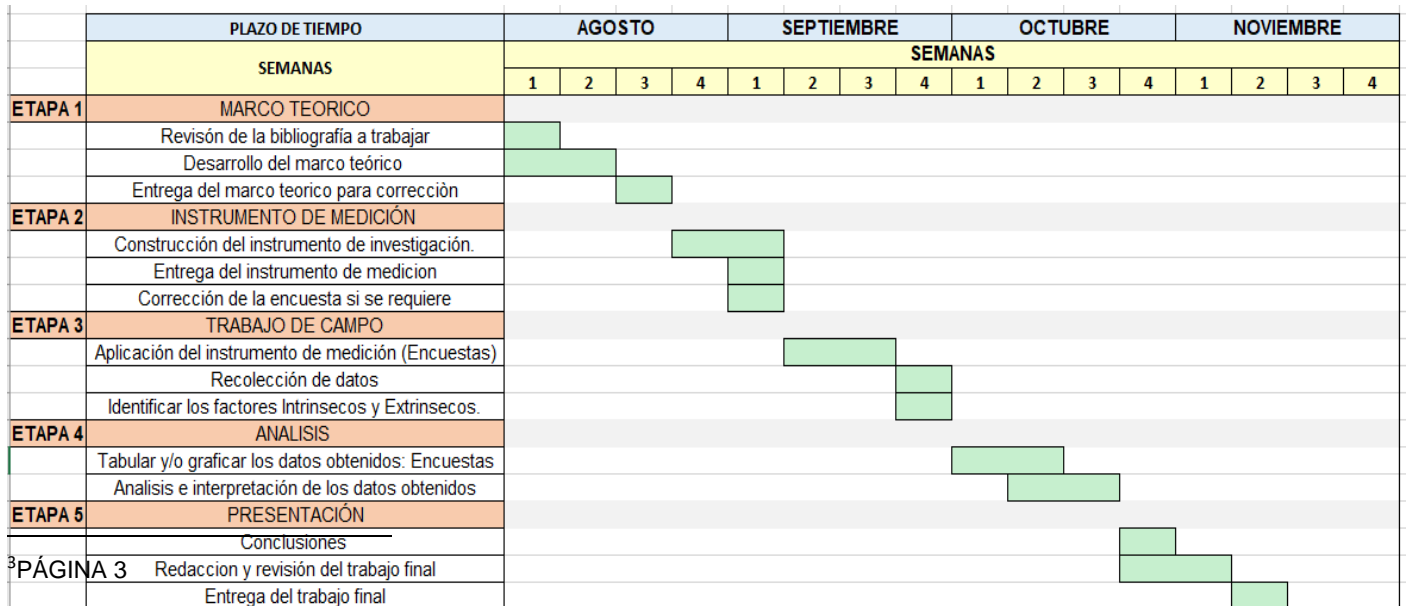 PLAZO DE TIEMPO AGOSTO SEPTIEMBRE OCTUBRE NOVIEMBRE
SEMANAS SEMANAS
1 2 3 4 1 2 3 4 1 2 3 4 1 2 3 4
ETAPA 1 MARCO TEORICO
Revisón de la bibliografía a trabajar
Desarrollo del marco teórico
Entrega del marco teorico para correcciòn
ETAPA 2 INSTRUMENTO DE MEDICIÓN
Construcción del instrumento de investigación.
Entrega del instrumento de medicion
Corrección de la encuesta si se requiere
ETAPA 3 TRABAJO DE CAMPO
Aplicación del instrumento de medición (Encuestas)
Recolección de datos
Identificar los factores Intrinsecos y Extrinsecos.
ETAPA 4 ANALISIS
Tabular y/o graficar los datos obtenidos: Encuestas
Analisis e interpretación de los datos obtenidos
ETAPA 5 PRESENTACIÓN
Conclusiones
3PÁGINA 3 Redaccion y revisión del trabajo final
Entrega del trabajo final